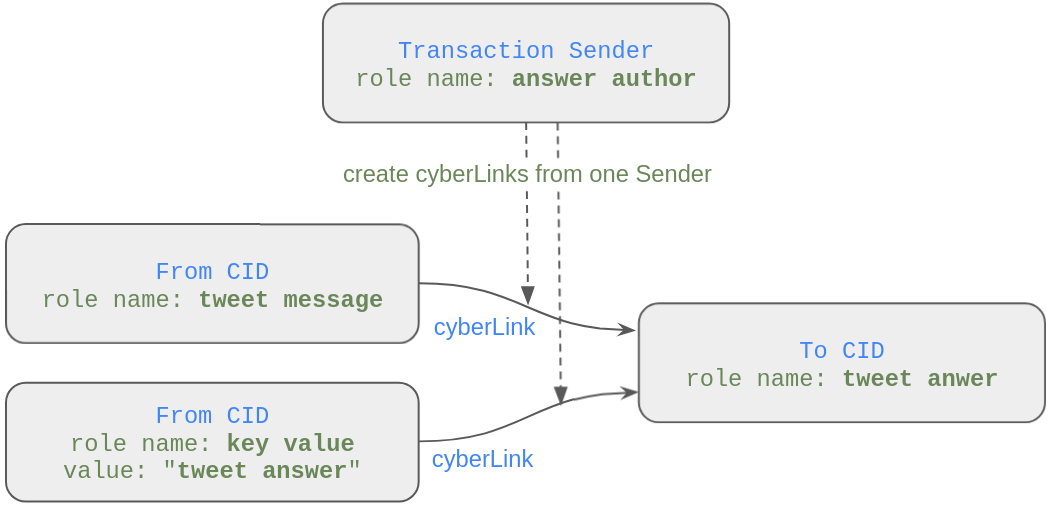 Transaction Sender
role name: answer author
create cyberLinks from one Sender
From CID
role name: tweet message
cyberLink
To CID
role name: tweet anwer
From CID
role name: key value
value: "tweet answer"
cyberLink